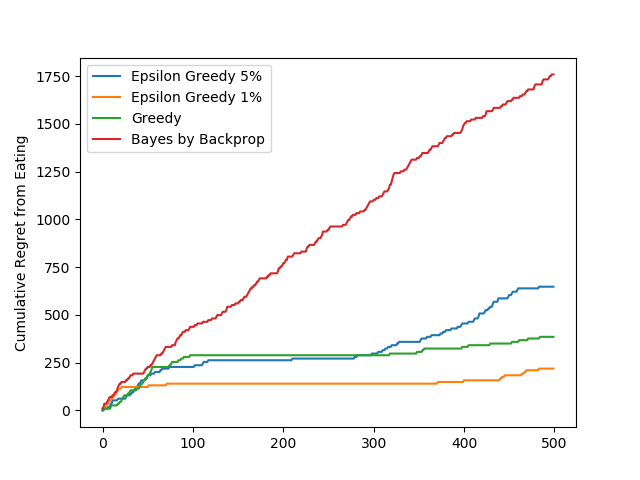 Epsilon Greedy 5%
Epsilon Greedy 1%
Greedy
Bayes by Backprop
Cumulative Regret from Eating
1750
1500
1250
1000
750
500
250
0
0 100 200 300 400 500